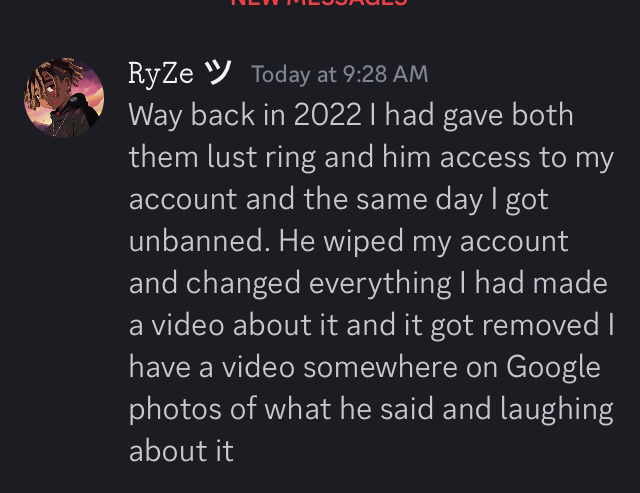 NEW MESSAGES
RyZe ツ Today at 9:28 AM
Way back in 2022 I had gave both
them lust ring and him access to my
account and the same day I got
unbanned. He wiped my account
and changed everything I had made
a video about it and it got removed I
have a video somewhere on Google
photos of what he said and laughing
about it